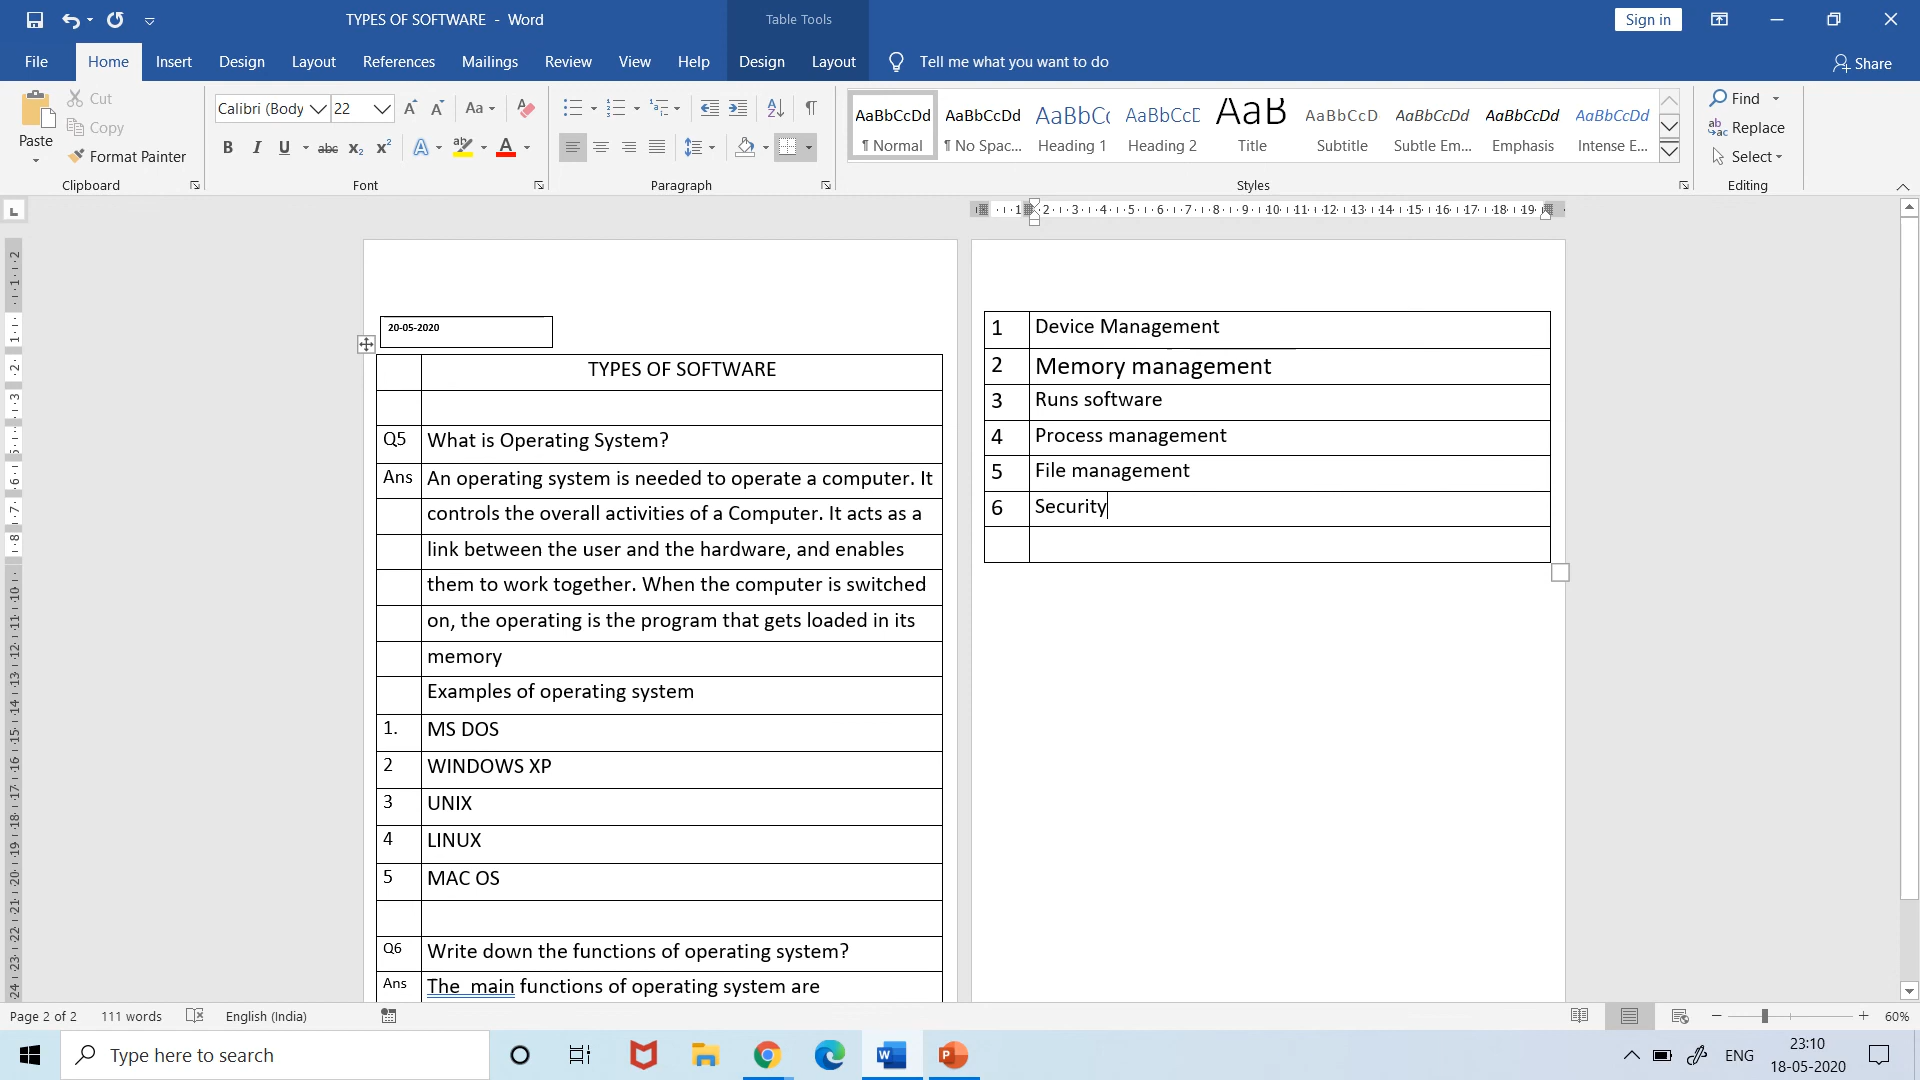 TYPES OF SOFTWARE - Word
Table Tools
Sign in
File Home Insert Design Layout References Mailings Review View Help Design Layout Tell me what you want to do Share
Paste
Cut
Copy
Format Painter
Clipboard
Calibri (Body 22
Font
Paragraph
AaBbCcDd AaBbCcDd AaBbCc AaBbCcD AaB AaBbCcD AaBbCcDd AaBbCcDd AaBbCcDd
¶ Normal ¶ No Spac... Heading 1 Heading 2 Title Subtitle Subtle Em... Emphasis Intense E...
Styles
Find
Replace
Select
Editing
20-05-2020
TYPES OF SOFTWARE
Q5 What is Operating System?
Ans An operating system is needed to operate a computer. It
controls the overall activities of a Computer. It acts as a
link between the user and the hardware, and enables
them to work together. When the computer is switched
on, the operating is the program that gets loaded in its
memory
Examples of operating system
1. MS DOS
2 WINDOWS XP
3 UNIX
4 LINUX
5 MAC OS
Q6 Write down the functions of operating system?
Ans The main functions of operating system are
1 Device Management
2 Memory management
3 Runs software
4 Process management
5 File management
6 Security
Page 2 of 2 111 words English (India) 60%
Type here to search
ENG
23:10
18-05-2020